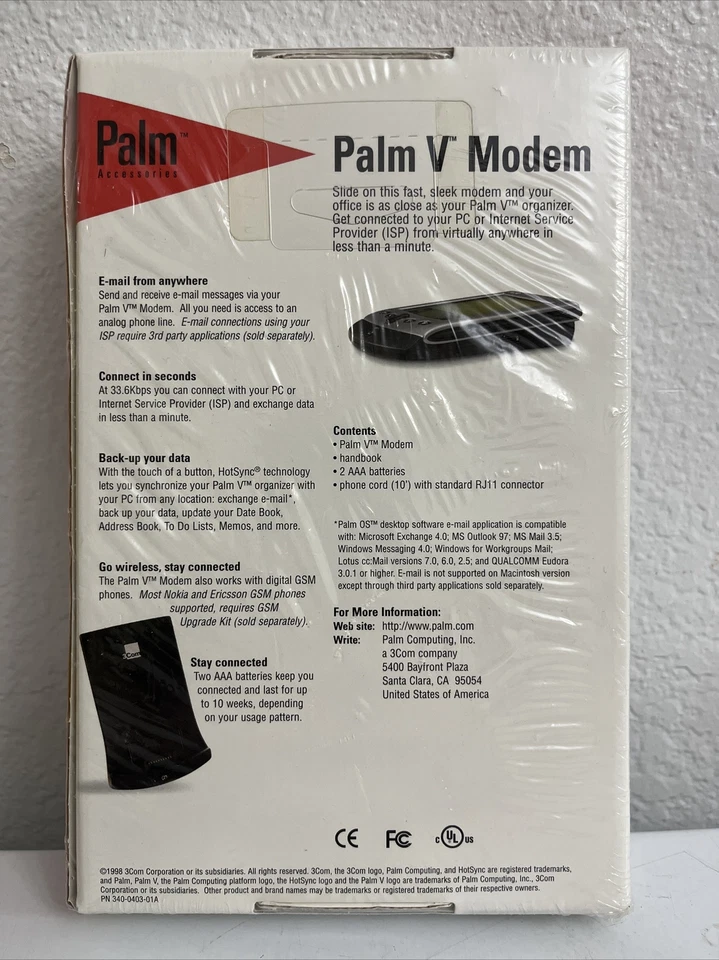 Palm™
Accessories
Palm V™ Modem
Slide on this fast, sleek modem and your
office is as close as your Palm V™ organizer.
Get connected to your PC or Internet Service
Provider (ISP) from virtually anywhere in
less than a minute.
E-mail from anywhere
Send and receive e-mail messages via your
Palm V™ Modem. All you need is access to an
analog phone line. E-mail connections using your
ISP require 3rd party applications (sold separately).
Connect in seconds
At 33.6Kbps you can connect with your PC or
Internet Service Provider (ISP) and exchange data
in less than a minute.
Back-up your data
With the touch of a button, HotSync® technology
lets you synchronize your Palm V™ organizer with
your PC from any location: exchange e-mail*,
back up your data, update your Date Book,
Address Book, To Do Lists, Memos, and more.
Go wireless, stay connected
The Palm V™ Modem also works with digital GSM
phones. Most Nokia and Ericsson GSM phones
supported, requires GSM
Upgrade Kit (sold separately).
3Com
Stay connected
Two AAA batteries keep you
connected and last for up
to 10 weeks, depending
on your usage pattern.
Contents
• Palm V™ Modem
• handbook
• 2 AAA batteries
• phone cord (10') with standard RJ11 connector
*Palm OS™ desktop software e-mail application is compatible
with: Microsoft Exchange 4.0; MS Outlook 97; MS Mail 3.5;
Windows Messaging 4.0; Windows for Workgroups Mail;
Lotus cc:Mail versions 7.0, 6.0, 2.5; and QUALCOMM Eudora
3.0.1 or higher. E-mail is not supported on Macintosh version
except through third party applications sold separately.
For More Information:
Web site: http://www.palm.com
Write: Palm Computing, Inc.
a 3Com company
5400 Bayfront Plaza
Santa Clara, CA 95054
United States of America
CE FC c UL us
©1998 3Com Corporation or its subsidiaries. All rights reserved. 3Com, the 3Com logo, Palm Computing, and HotSync are registered trademarks,
and Palm, Palm V, the Palm Computing platform logo, the HotSync logo and the Palm V logo are trademarks of Palm Computing, Inc., 3Com
Corporation or its subsidiaries. Other product and brand names may be trademarks or registered trademarks of their respective owners.
PN 340-0403-01A